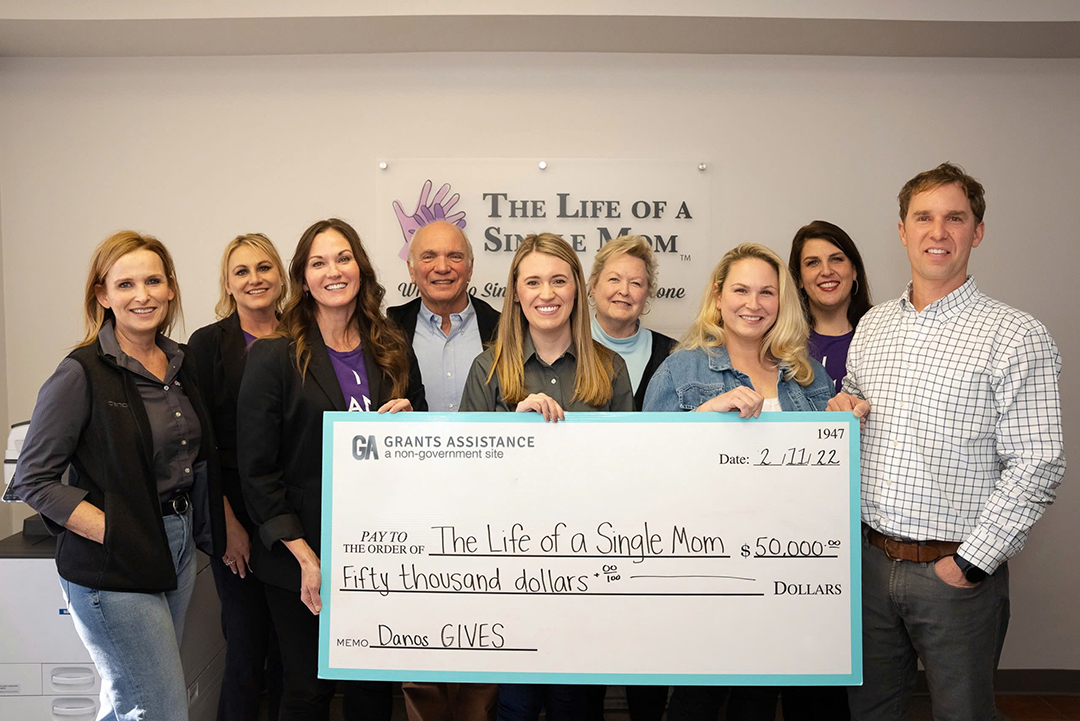 THE LIFE OF A
SINGLE MOM
TM
one
GA GRANTS ASSISTANCE
a non-government site
1947
Date: 2/11/22
PAY TO
THE ORDER OF The Life of a Single Mom $50,000.00
Fifty thousand dollars + 00/100 DOLLARS
MEMO Danos GIVES